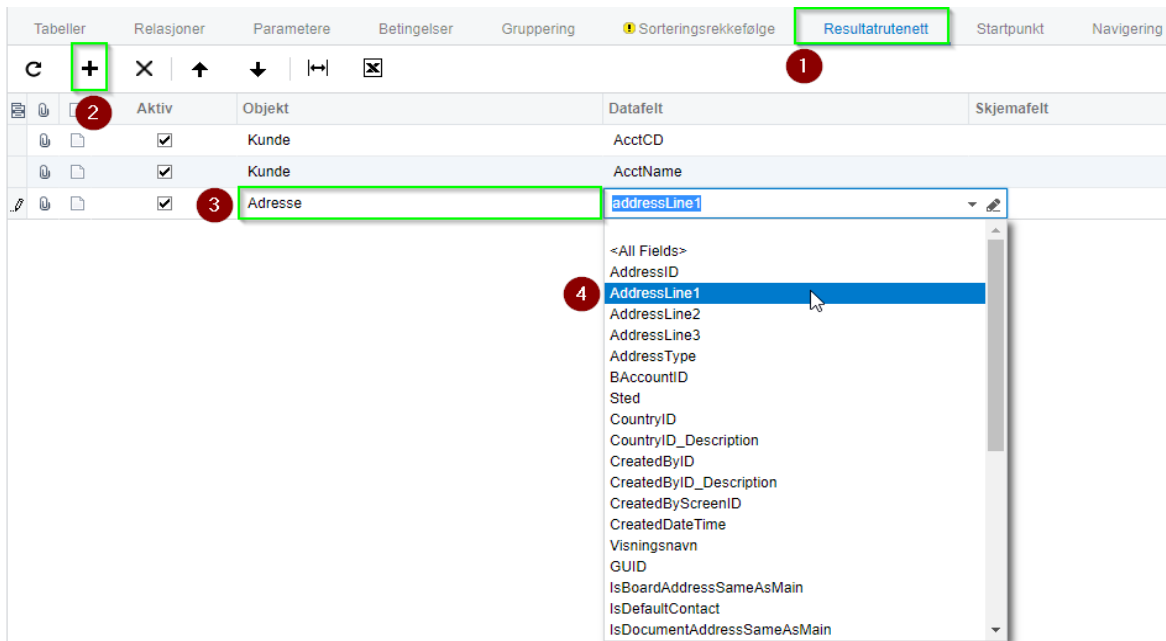 Tabeller Relasjoner Parametere Betingelser Gruppering Sorteringsrekkefølge Resultatrutenett Startpunkt Navigering
1
2
Aktiv Objekt Datafelt Skjemafelt
Kunde AcctCD
Kunde AcctName
3 Adresse addressLine1
<All Fields>
AddressID
4 AddressLine1
AddressLine2
AddressLine3
AddressType
BAccountID
Sted
CountryID
CountryID_Description
CreatedByID
CreatedByID_Description
CreatedByScreenID
CreatedDateTime
Visningsnavn
GUID
IsBoardAddressSameAsMain
IsDefaultContact
IsDocumentAddressSameAsMain